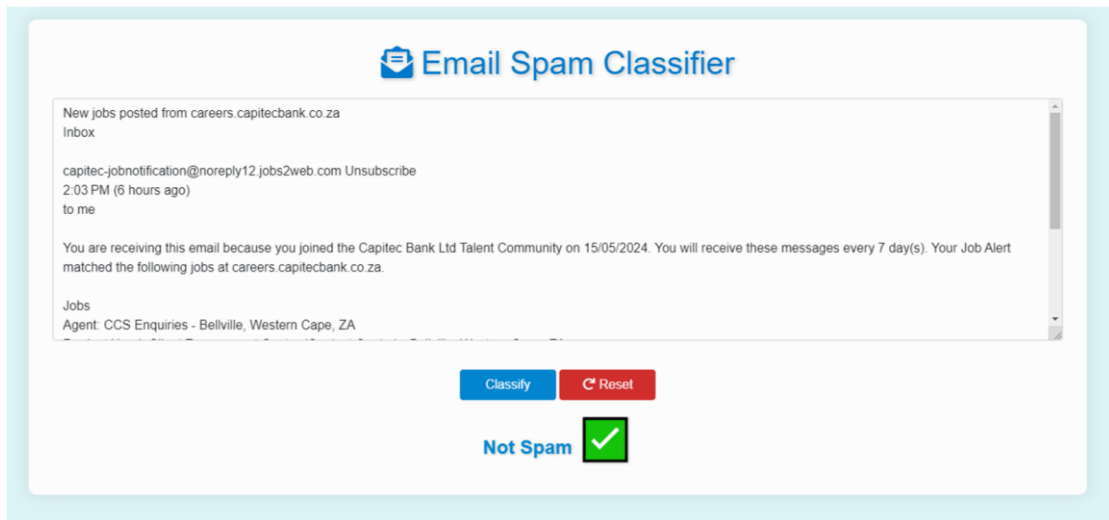 Email Spam Classifier
New jobs posted from careers.capitecbank.co.za
Inbox
capitec-jobnotification@noreply12.jobs2web.com Unsubscribe
2:03 PM (6 hours ago)
to me
You are receiving this email because you joined the Capitec Bank Ltd Talent Community on 15/05/2024. You will receive these messages every 7 day(s). Your Job Alert
matched the following jobs at careers.capitecbank.co.za.
Jobs
Agent: CCS Enquiries - Bellville, Western Cape, ZA
Classify
Reset
Not Spam